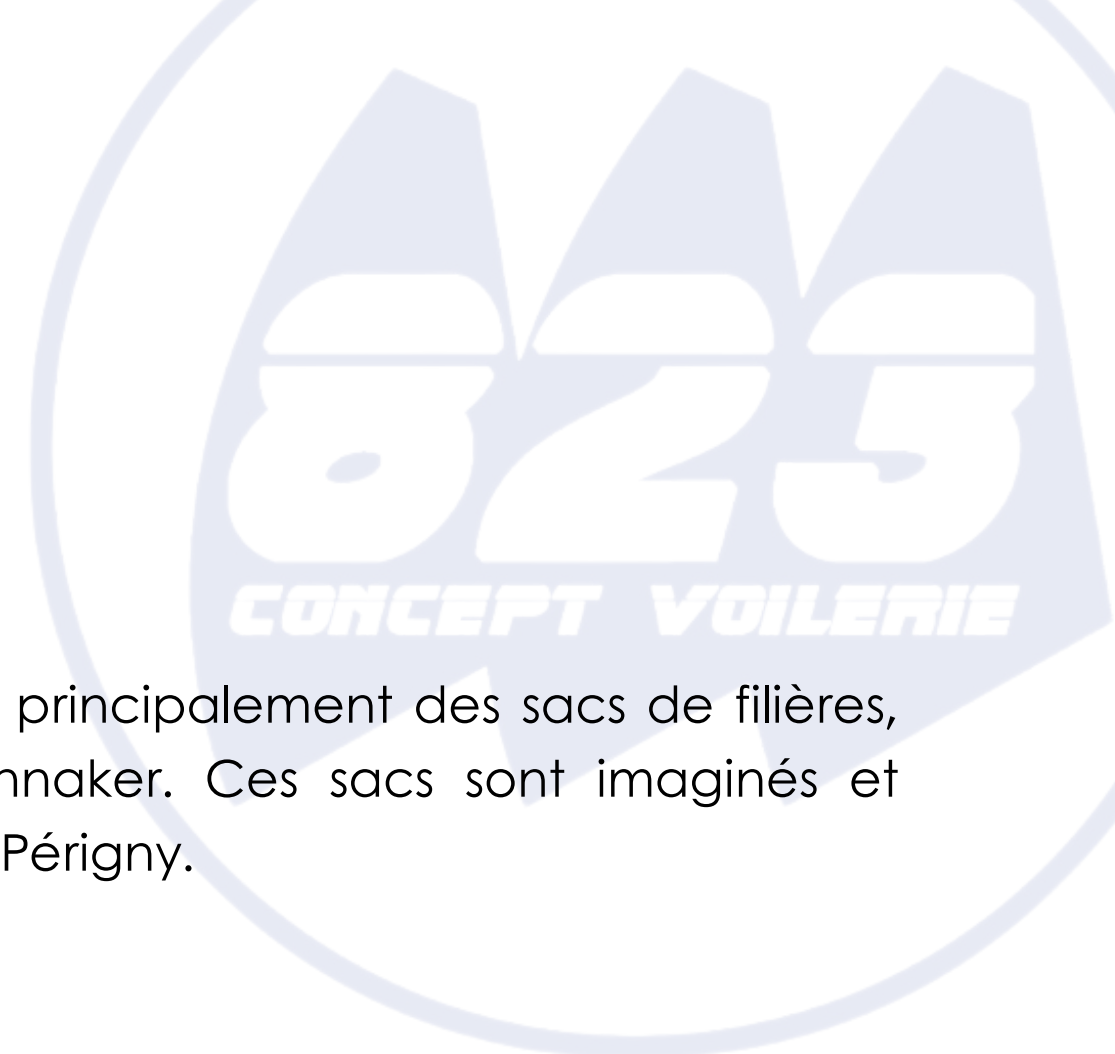 823
CONCEPT VOILERIE
principalement des sacs de filières,
nnaker. Ces sacs sont imaginés et
Périgny.